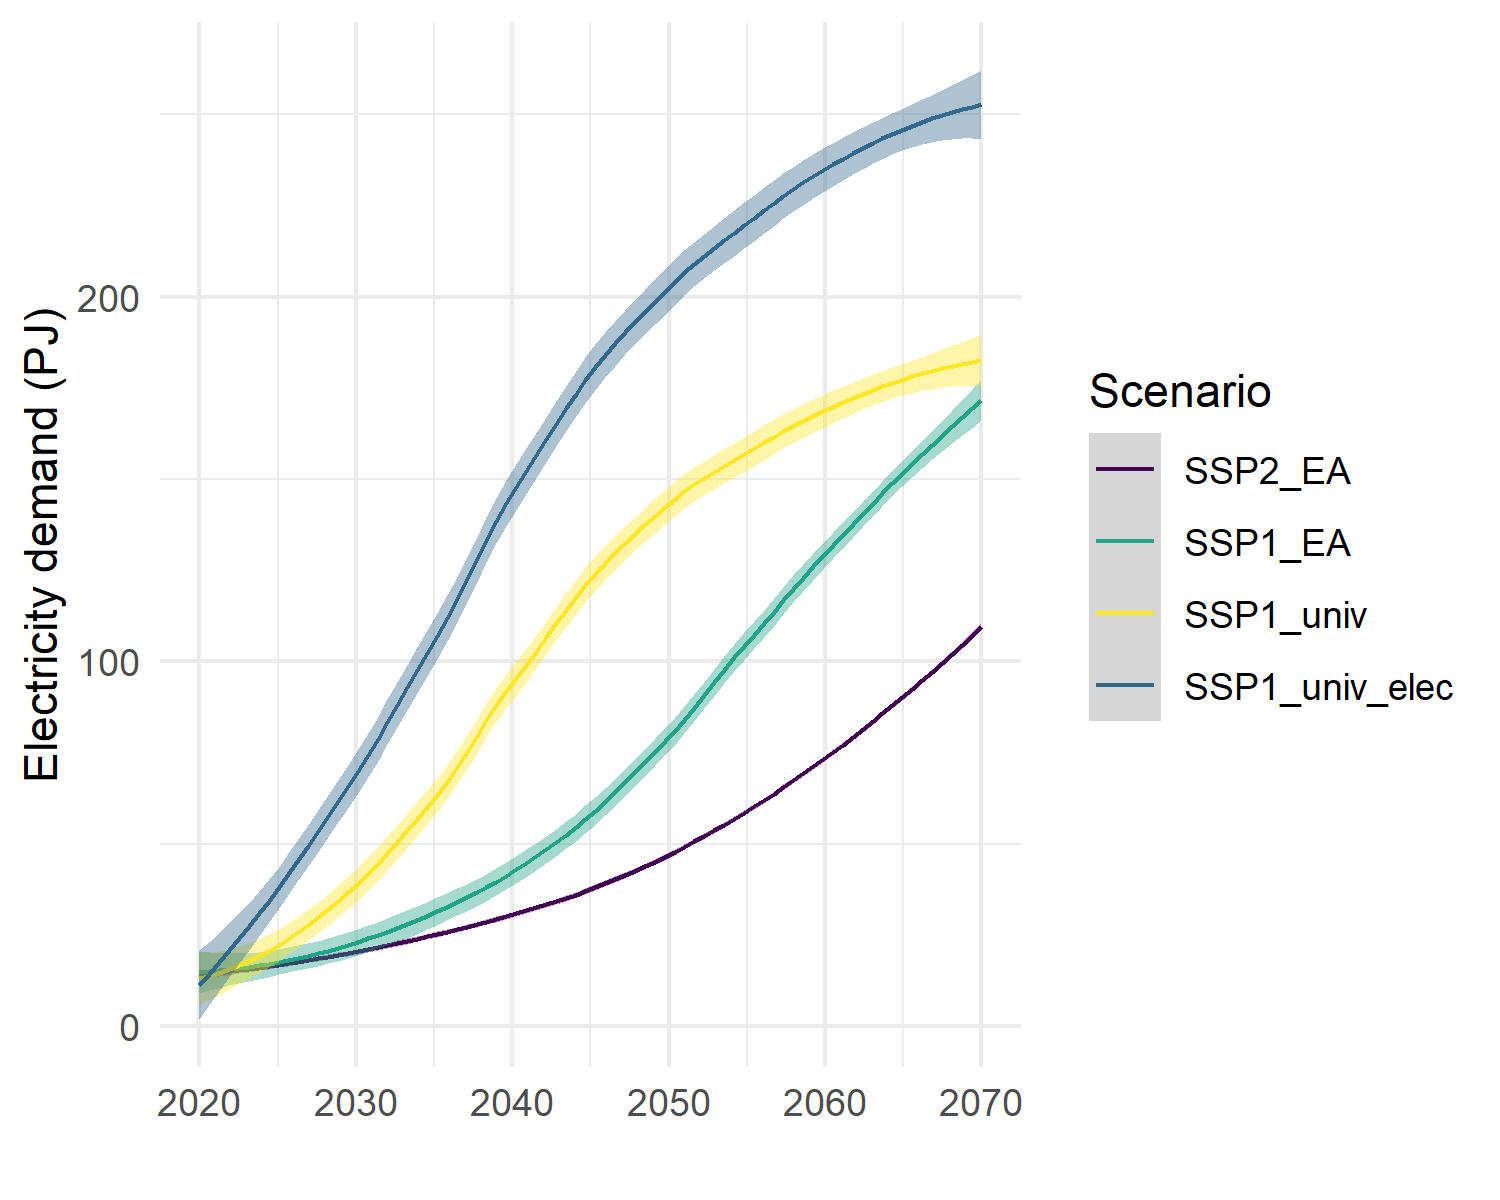 Electricity demand (PJ)
200
100
0
2020 2030 2040 2050 2060 2070
Scenario
SSP2_EA
SSP1_EA
SSP1_univ
SSP1_univ_elec